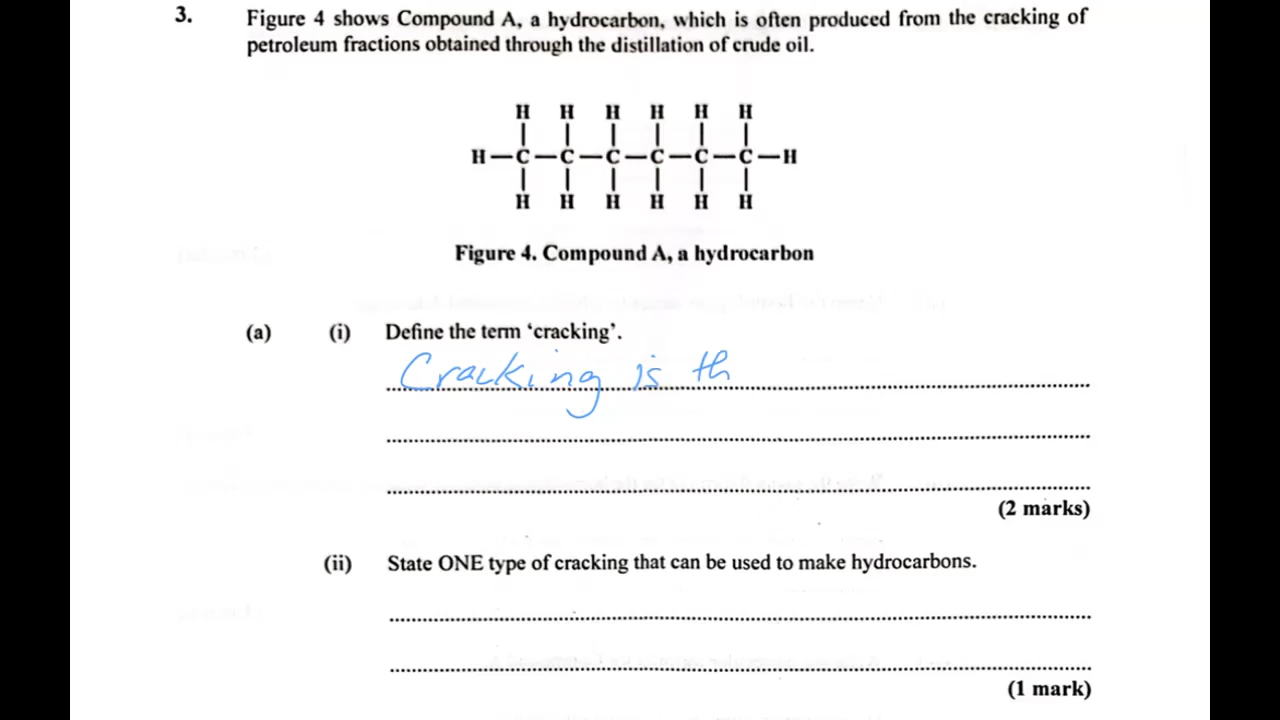 3. Figure 4 shows Compound A, a hydrocarbon, which is often produced from the cracking of
petroleum fractions obtained through the distillation of crude oil.
H H H H H H
H—C—C—C—C—C—C—H
H H H H H H
Figure 4. Compound A, a hydrocarbon
(a) (i) Define the term ‘cracking’.
Cracking is th
(2 marks)
(ii) State ONE type of cracking that can be used to make hydrocarbons.
(1 mark)